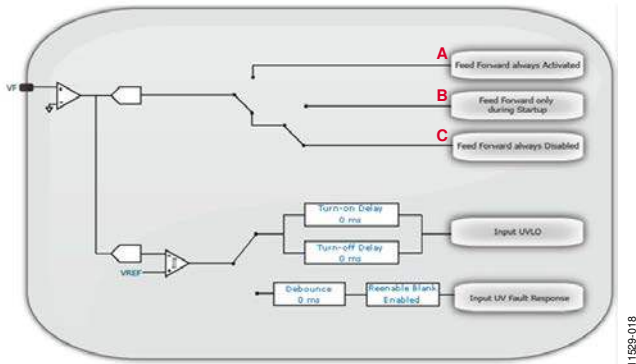 A
Feed Forward always Activated
VF
B
Feed Forward only
during Startup
C
Feed Forward always Disabled
Turn-on Delay
0 ms
Turn-off Delay
0 ms
Input UVLO
VREF
Debounce
0 ms
Reenable Blank
Enabled
Input UV Fault Response
11529-018